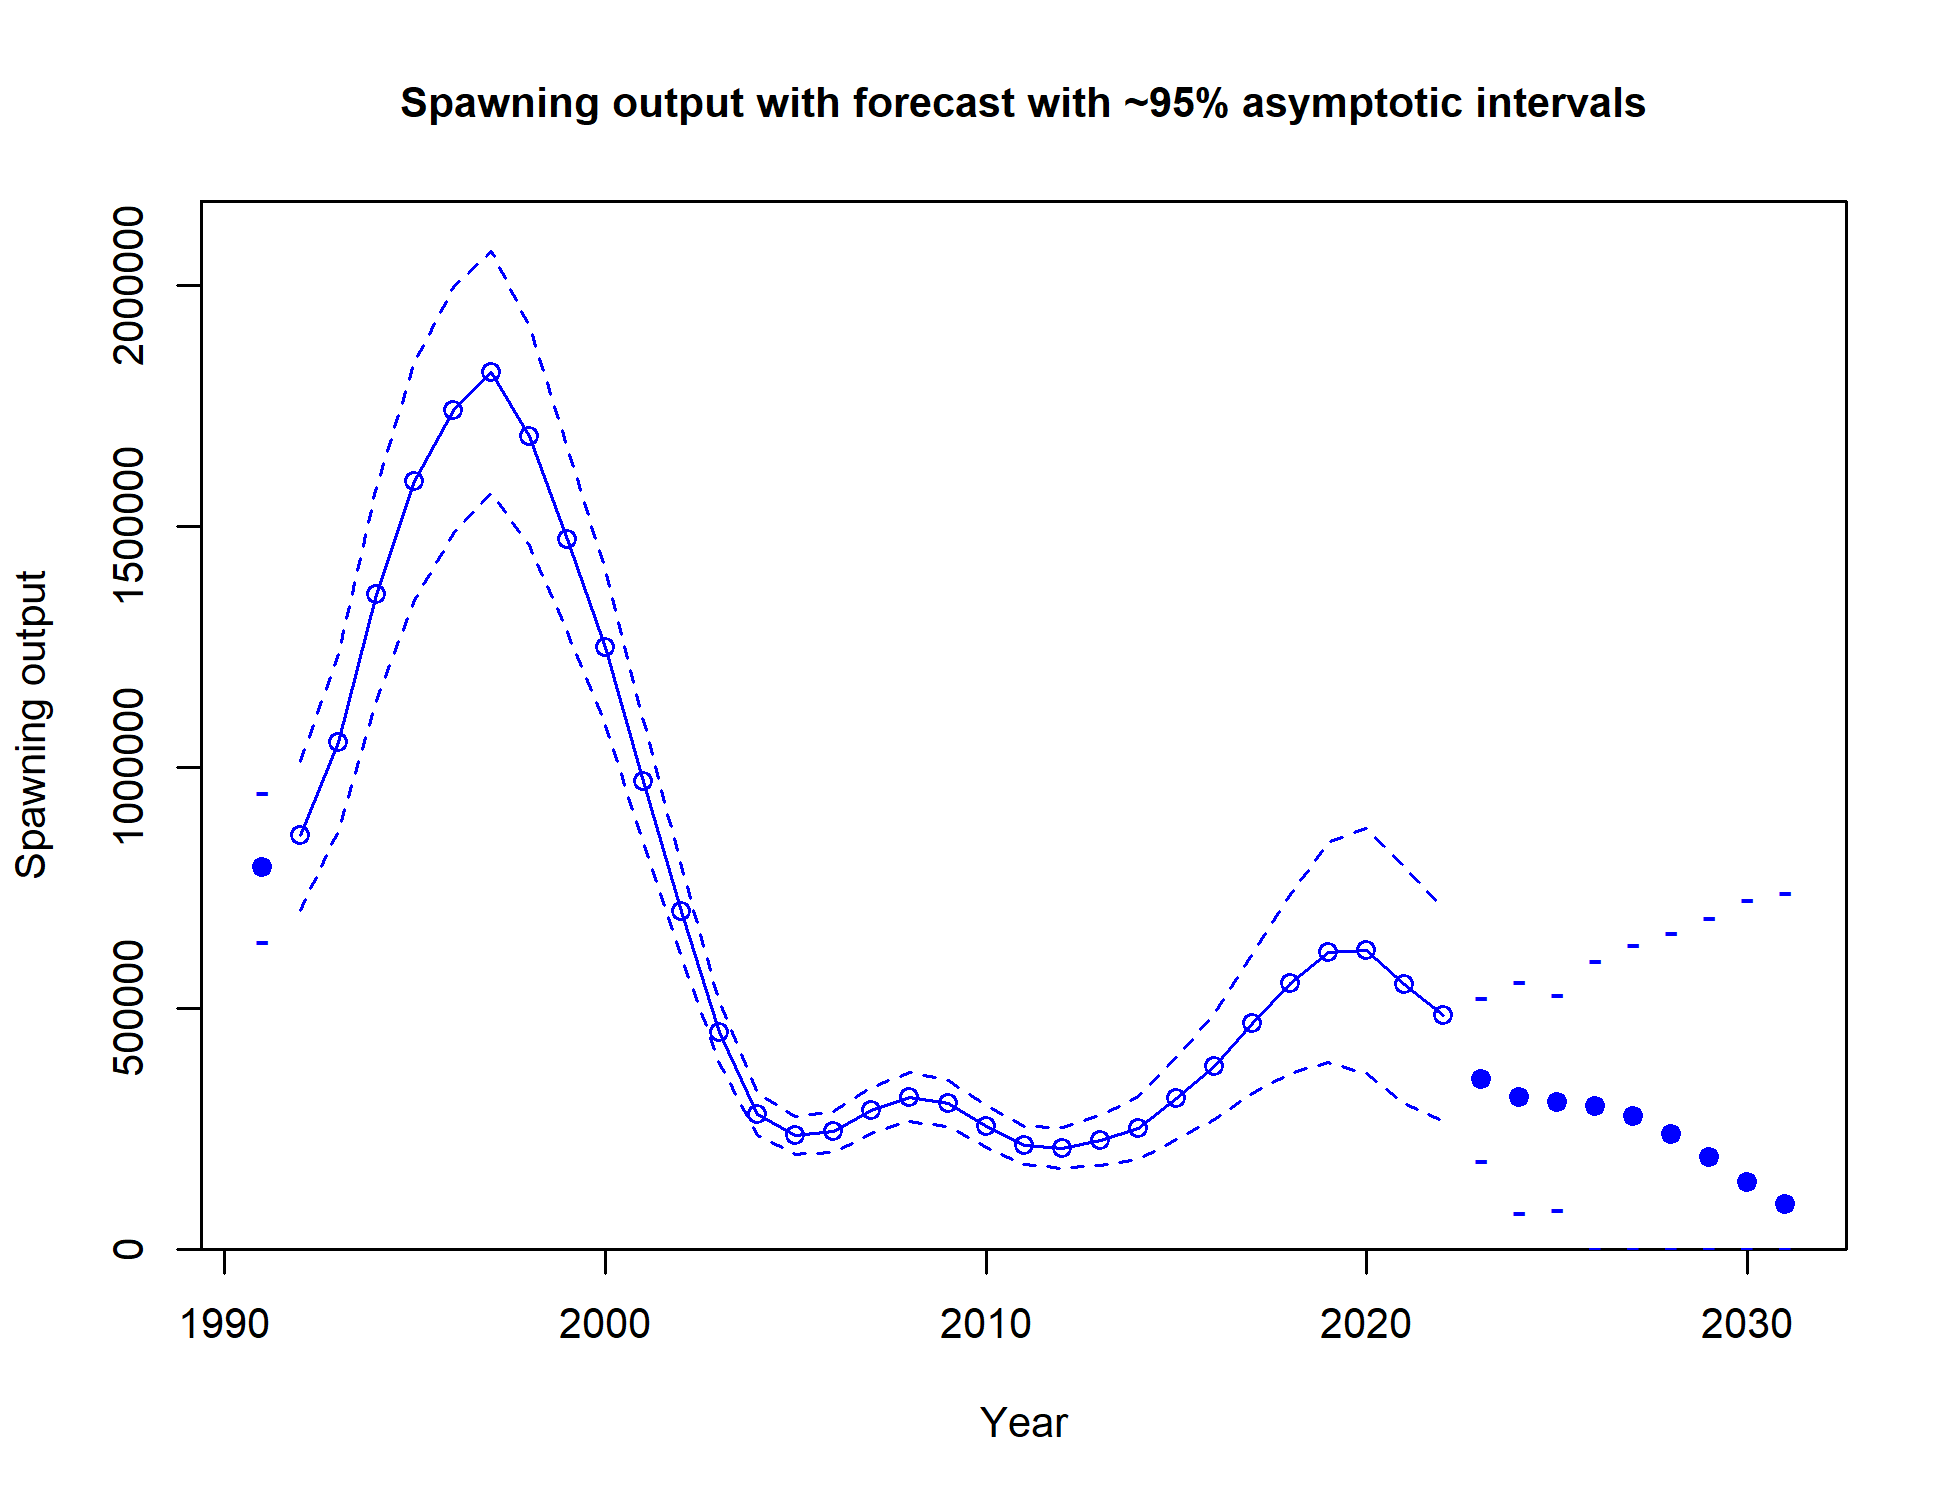 Spawning output with forecast with ~95% asymptotic intervals
Spawning output
2000000
1500000
1000000
500000
0
1990 2000 2010 2020 2030
Year